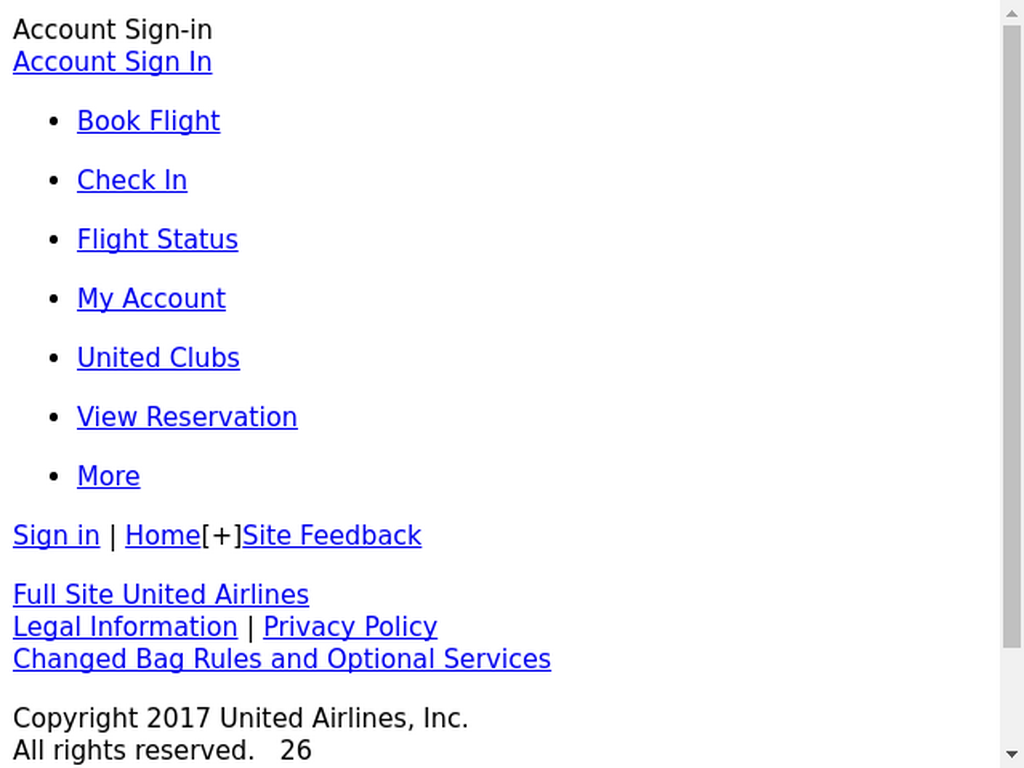 Account Sign-in
Account Sign In
Book Flight
Check In
Flight Status
My Account
United Clubs
View Reservation
More
Sign in | Home[+]Site Feedback
Full Site United Airlines
Legal Information | Privacy Policy
Changed Bag Rules and Optional Services
Copyright 2017 United Airlines, Inc.
All rights reserved. 26